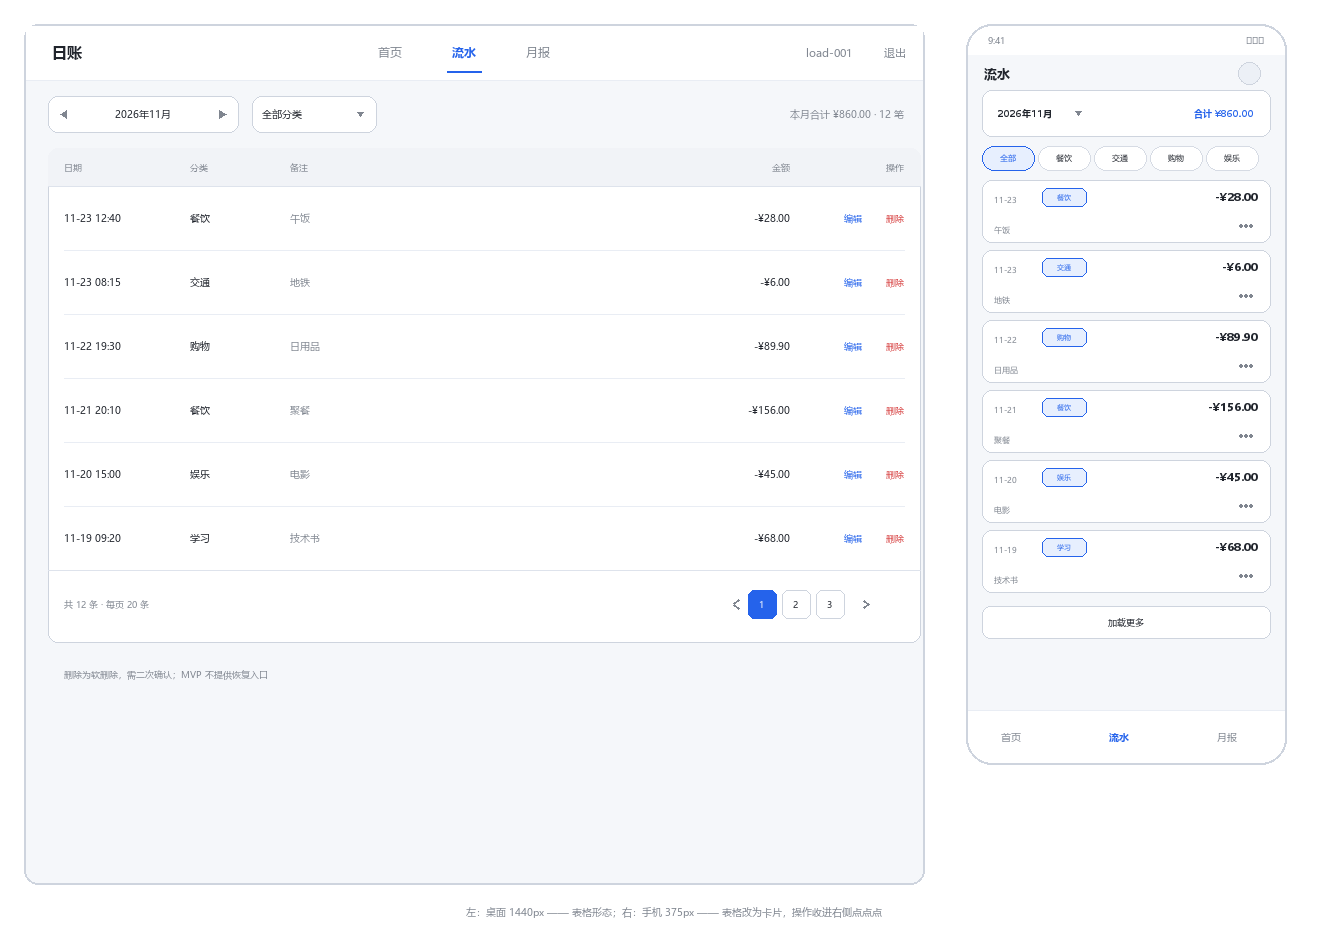 日账
首页 流水 月报
load-001 退出
2026年11月
全部分类
本月合计 ¥860.00 · 12 笔
日期 分类 备注 金额 操作
11-23 12:40 餐饮 午饭 -¥28.00 编辑 删除
11-23 08:15 交通 地铁 -¥6.00 编辑 删除
11-22 19:30 购物 日用品 -¥89.90 编辑 删除
11-21 20:10 餐饮 聚餐 -¥156.00 编辑 删除
11-20 15:00 娱乐 电影 -¥45.00 编辑 删除
11-19 09:20 学习 技术书 -¥68.00 编辑 删除
共 12 条 · 每页 20 条
1 2 3
删除为软删除，需二次确认；MVP 不提供恢复入口
9:41
流水
2026年11月 合计 ¥860.00
全部 餐饮 交通 购物 娱乐
11-23 餐饮 -¥28.00
午饭
11-23 交通 -¥6.00
地铁
11-22 购物 -¥89.90
日用品
11-21 餐饮 -¥156.00
聚餐
11-20 娱乐 -¥45.00
电影
11-19 学习 -¥68.00
技术书
加载更多
首页 流水 月报
左：桌面 1440px —— 表格形态；右：手机 375px —— 表格改为卡片，操作收进右侧点点点